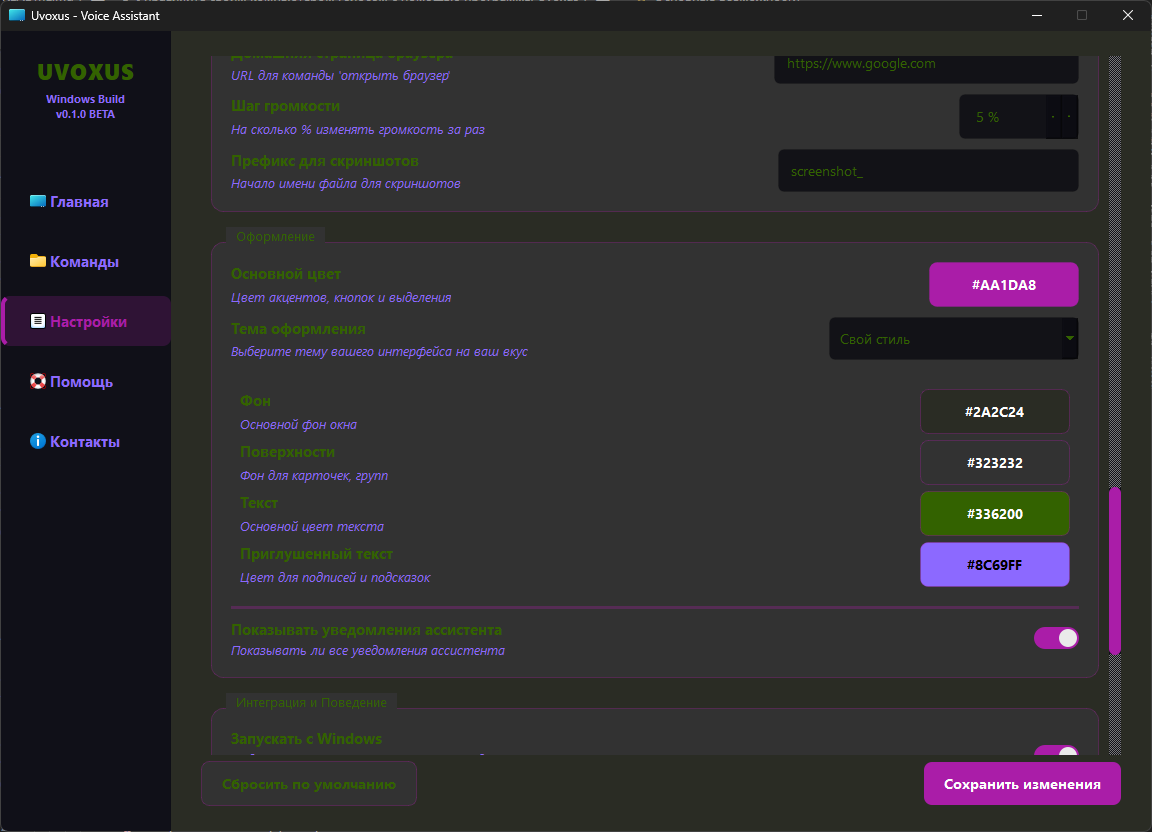 Uvoxus - Voice Assistant
UVOXUS
Windows Build
v0.1.0 BETA
Главная
Команды
Настройки
Помощь
Контакты
Домашняя страница браузера
URL для команды 'открыть браузер'
https://www.google.com
Шаг громкости
На сколько % изменять громкость за раз
5 %
Префикс для скриншотов
Начало имени файла для скриншотов
screenshot_
Оформление
Основной цвет
Цвет акцентов, кнопок и выделения
#AA1DA8
Тема оформления
Выберите тему вашего интерфейса на ваш вкус
Свой стиль
Фон
Основной фон окна
#2A2C24
Поверхности
Фон для карточек, групп
#323232
Текст
Основной цвет текста
#336200
Приглушенный текст
Цвет для подписей и подсказок
#8C69FF
Показывать уведомления ассистента
Показывать ли все уведомления ассистента
Интеграция и Поведение
Запускать с Windows
Сбросить по умолчанию
Сохранить изменения